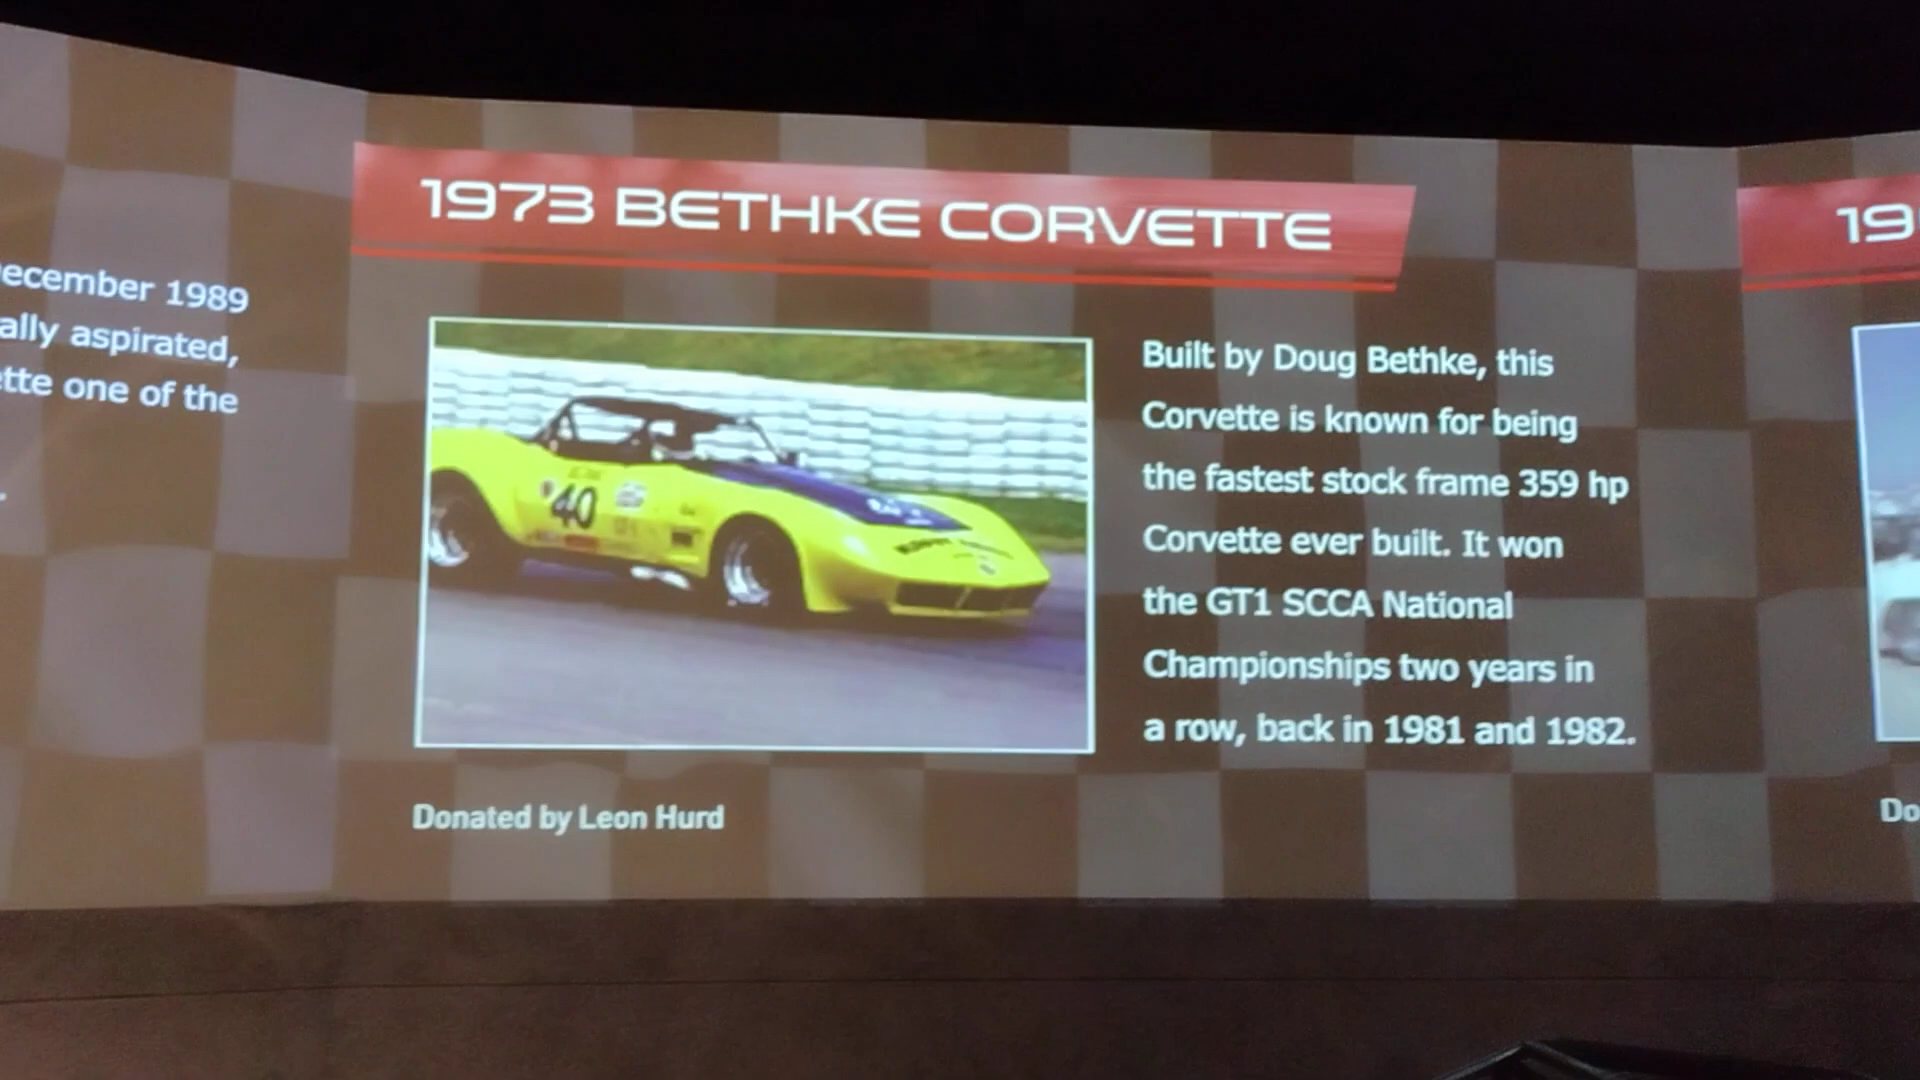 ecember 1989
ally aspirated,
ette one of the
1973 BETHKE CORVETTE
40
Built by Doug Bethke, this
Corvette is known for being
the fastest stock frame 359 hp
Corvette ever built. It won
the GT1 SCCA National
Championships two years in
a row, back in 1981 and 1982.
Donated by Leon Hurd
19
Do